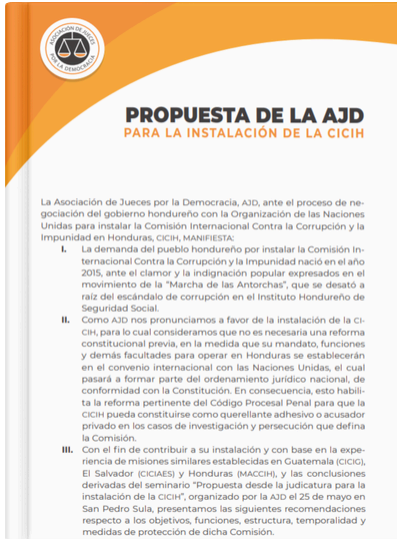 ASOCIACIÓN DE JUECES
POR LA DEMOCRACIA
PROPUESTA DE LA AJD
PARA LA INSTALACIÓN DE LA CICIH
La Asociación de Jueces por la Democracia, AJD, ante el proceso de ne-
gociación del gobierno hondureño con la Organización de las Naciones
Unidas para instalar la Comisión Internacional Contra la Corrupción y la
Impunidad en Honduras, CICIH, MANIFIESTA:
I. La demanda del pueblo hondureño por instalar la Comisión In-
ternacional Contra la Corrupción y la Impunidad nació en el año
2015, ante el clamor y la indignación popular expresados en el
movimiento de la “Marcha de las Antorchas”, que se desató a
raíz del escándalo de corrupción en el Instituto Hondureño de
Seguridad Social.
II. Como AJD nos pronunciamos a favor de la instalación de la CI-
CIH, para lo cual consideramos que no es necesaria una reforma
constitucional previa, en la medida que su mandato, funciones
y demás facultades para operar en Honduras se establecerán
en el convenio internacional con las Naciones Unidas, el cual
pasará a formar parte del ordenamiento jurídico nacional, de
conformidad con la Constitución. En consecuencia, esto habili-
ta la reforma pertinente del Código Procesal Penal para que la
CICIH pueda constituirse como querellante adhesivo o acusador
privado en los casos de investigación y persecución que defina
la Comisión.
III. Con el fin de contribuir a su instalación y con base en la expe-
riencia de misiones similares establecidas en Guatemala (CICIG),
El Salvador (CICIAES) y Honduras (MACCIH), y las conclusiones
derivadas del seminario “Propuesta desde la judicatura para la
instalación de la CICIH”, organizado por la AJD el 25 de mayo en
San Pedro Sula, presentamos las siguientes recomendaciones
respecto a los objetivos, funciones, estructura, temporalidad y
medidas de protección de dicha Comisión.